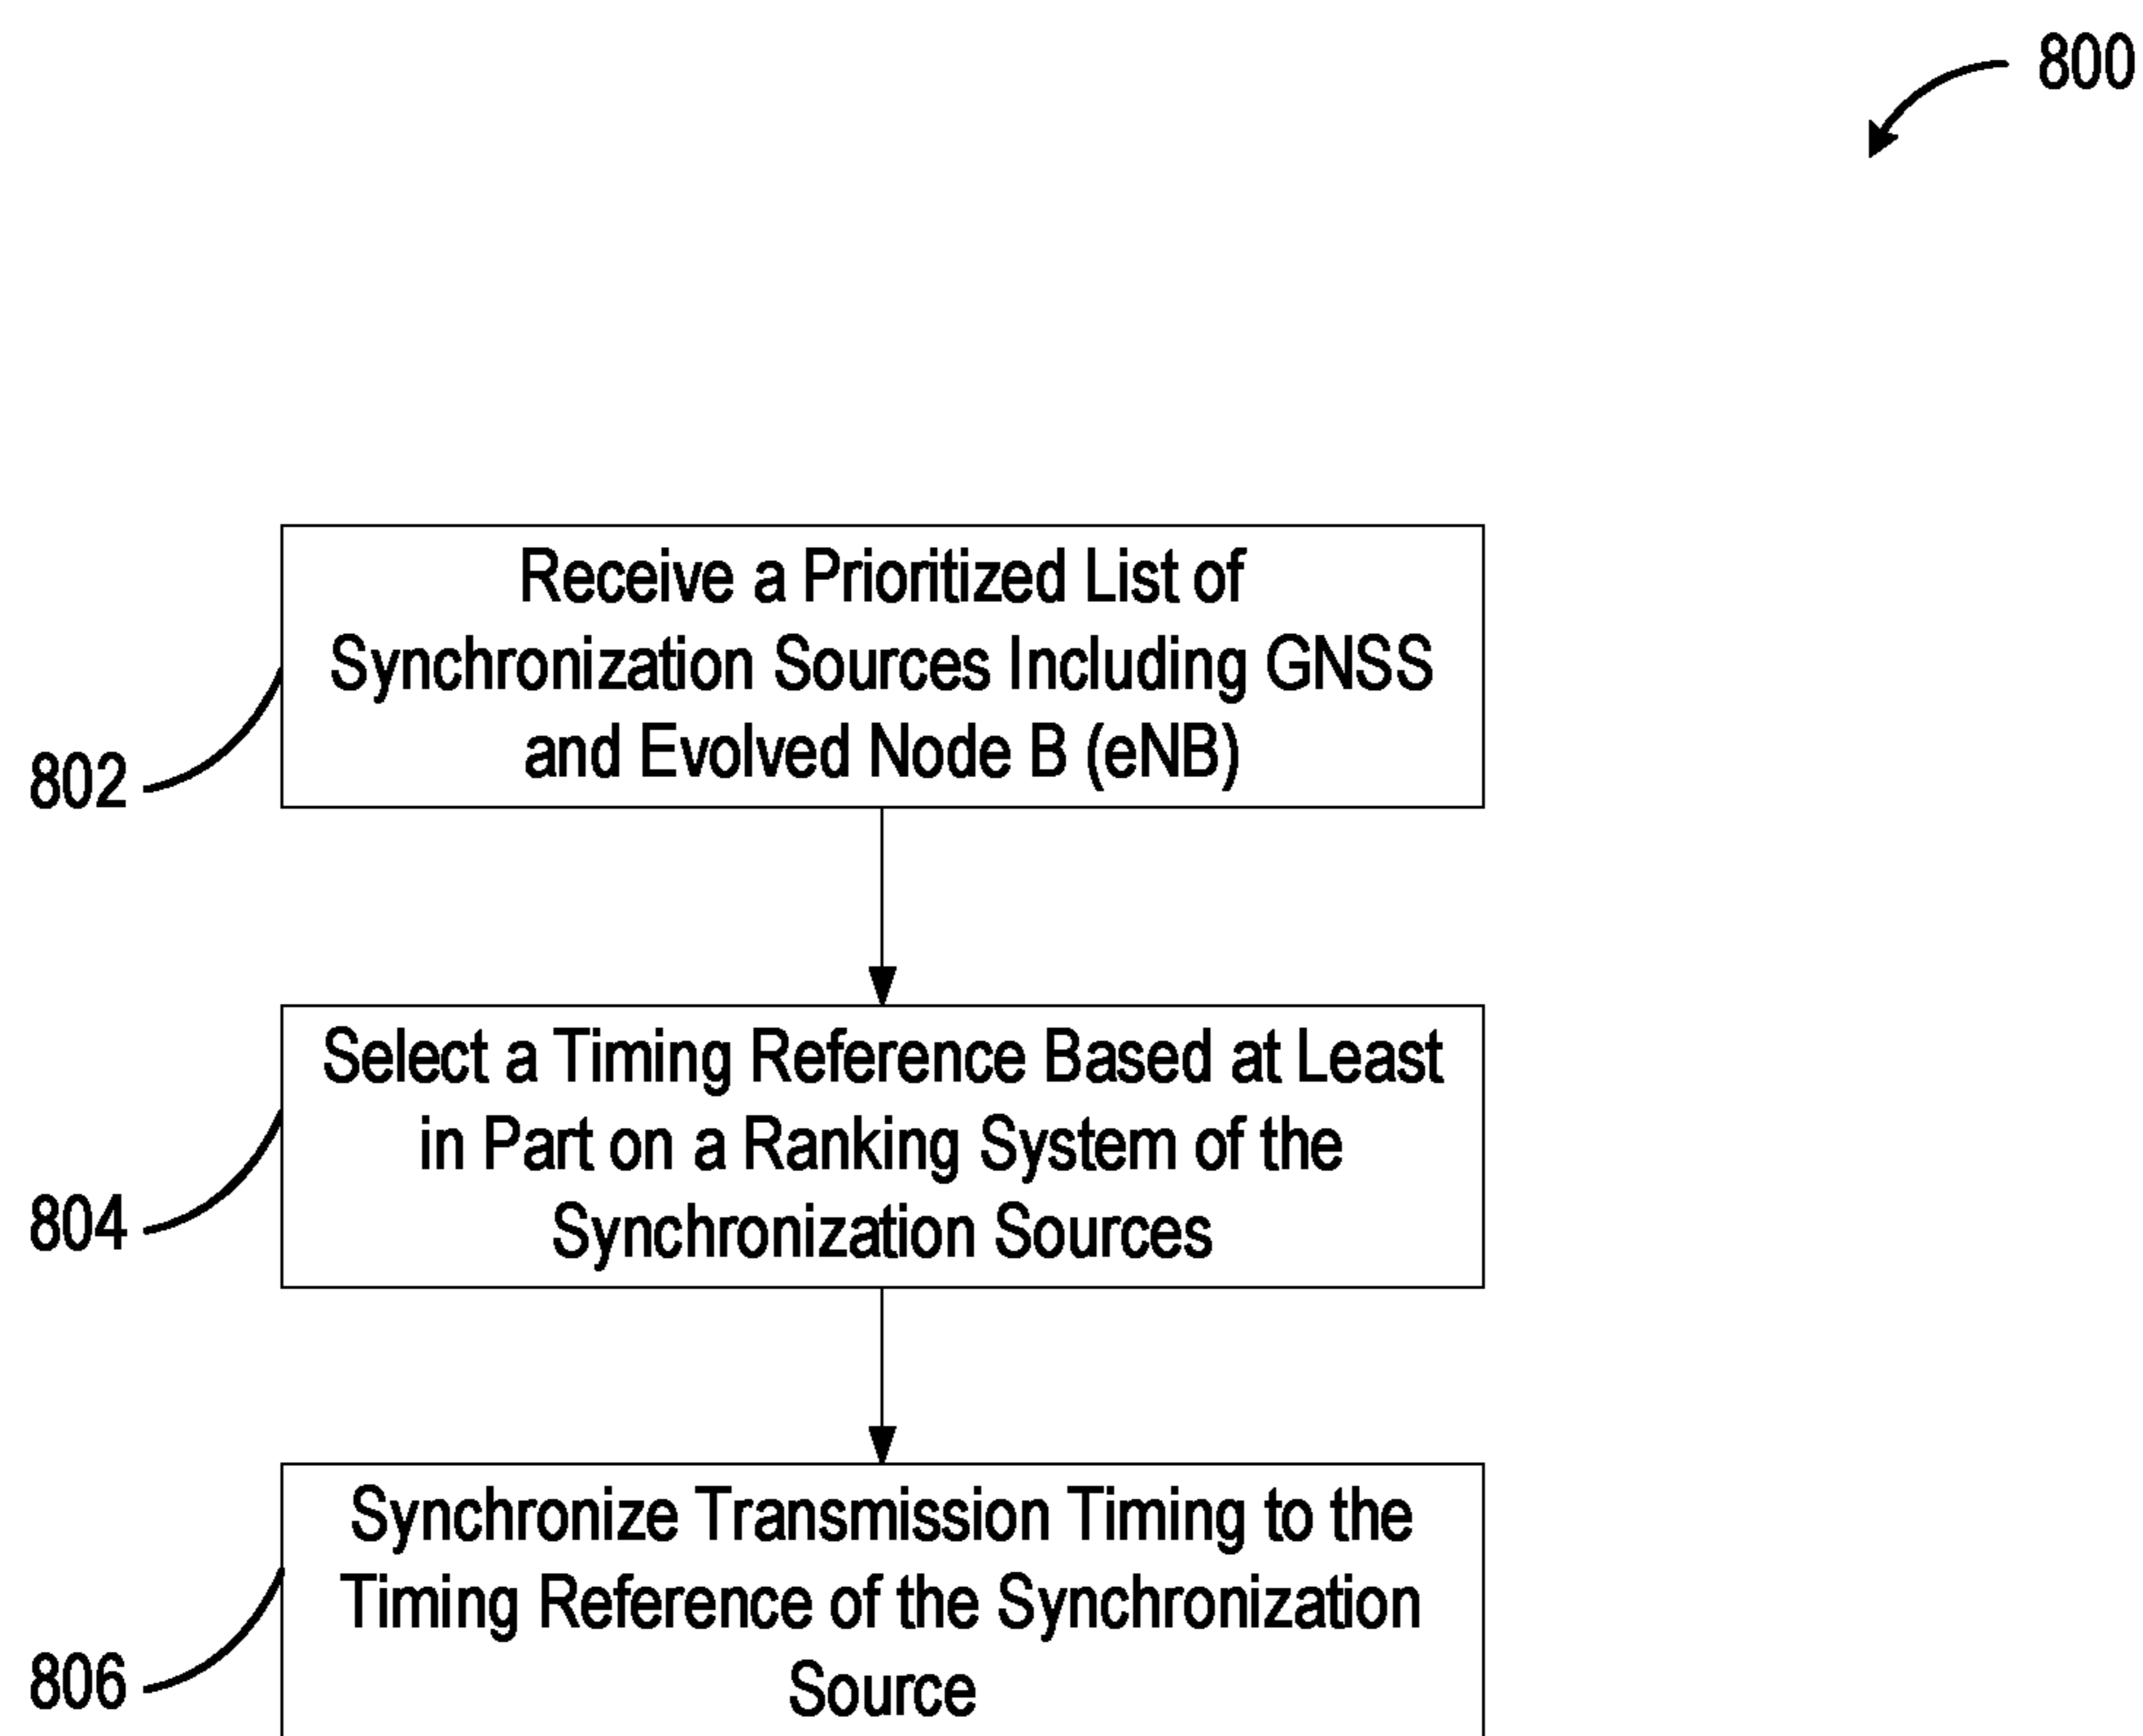 800
Receive a Prioritized List of
Synchronization Sources Including GNSS
and Evolved Node B (eNB)
802
Select a Timing Reference Based at Least
in Part on a Ranking System of the
Synchronization Sources
804
Synchronize Transmission Timing to the
Timing Reference of the Synchronization
Source
806